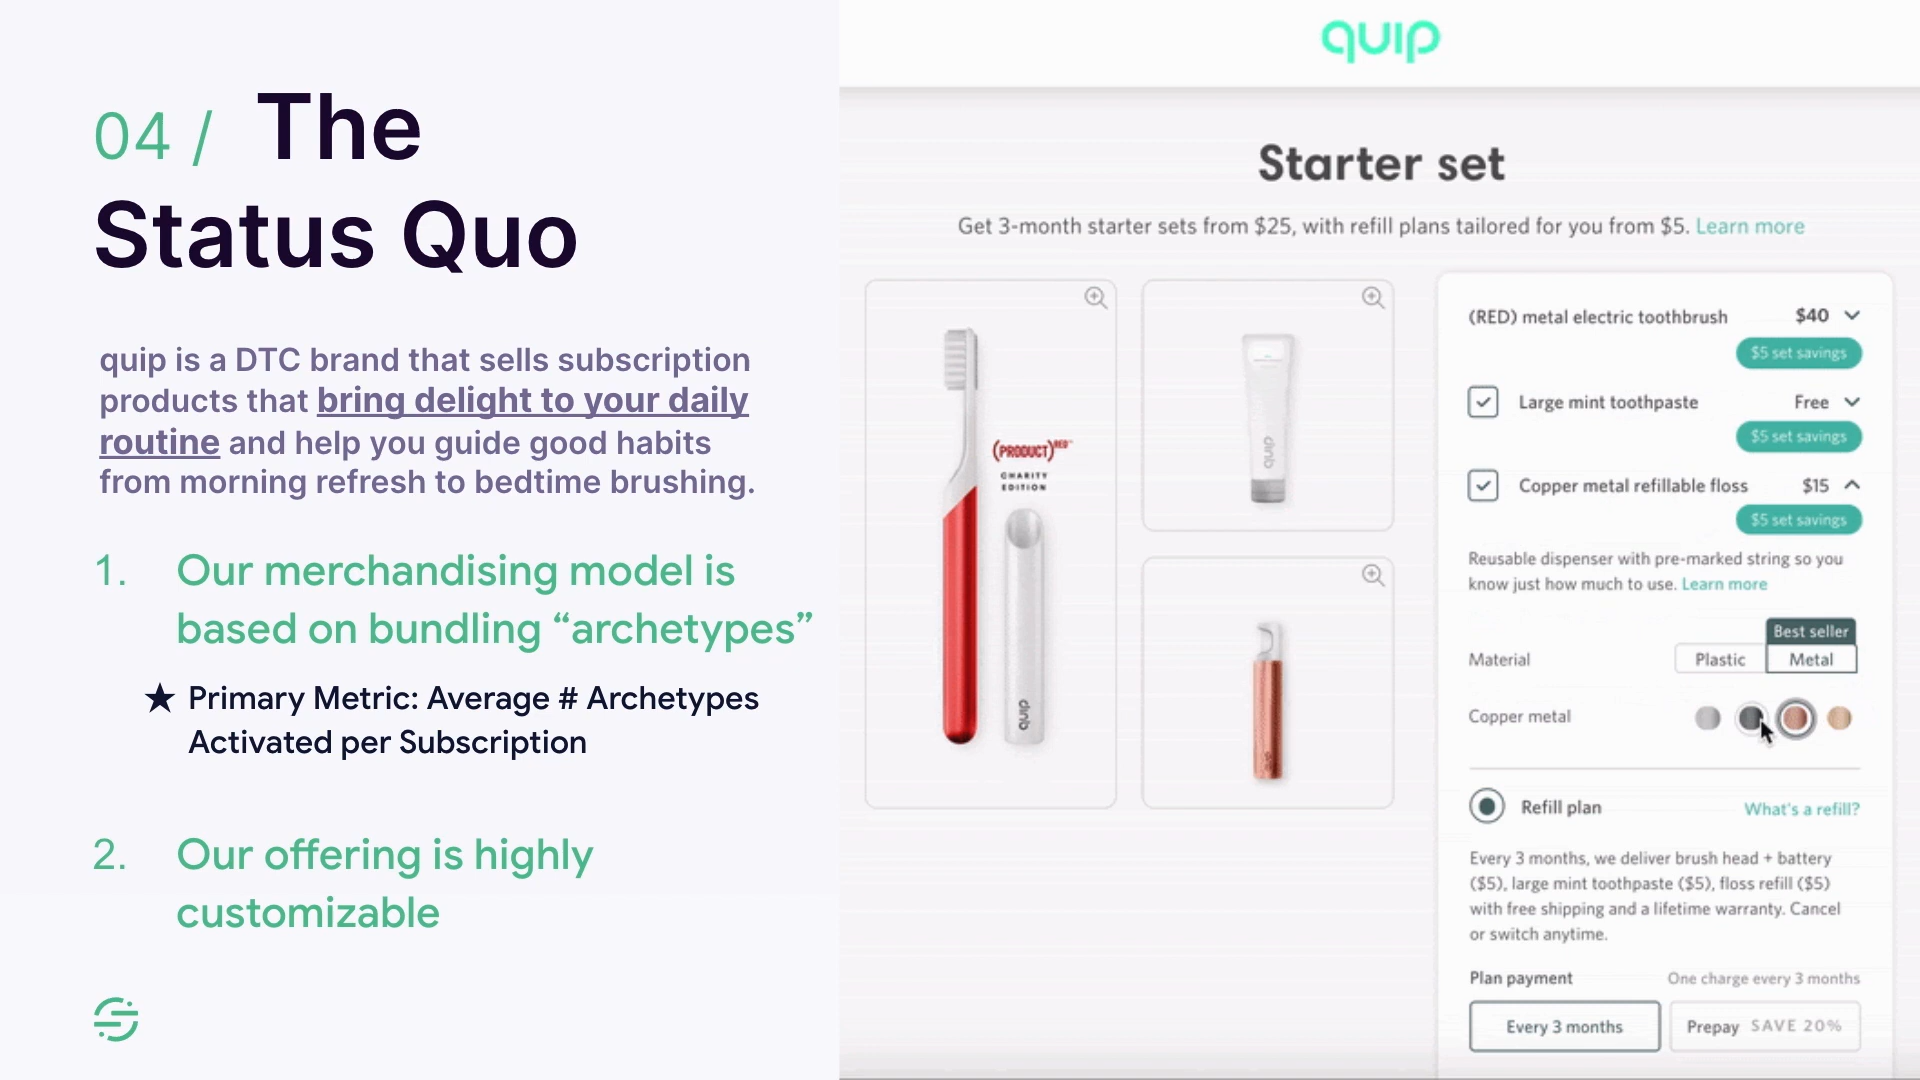 04 / The
Status Quo
quip is a DTC brand that sells subscription
products that bring delight to your daily
routine and help you guide good habits
from morning refresh to bedtime brushing.
1. Our merchandising model is
based on bundling “archetypes”
★ Primary Metric: Average # Archetypes
Activated per Subscription
2. Our offering is highly
customizable
quip
Starter set
Get 3-month starter sets from $25, with refill plans tailored for you from $5. Learn more
(PRODUCT)RED™
CHARITY
EDITION
quip
quip
quip
(RED) metal electric toothbrush $40
$5 set savings
Large mint toothpaste Free
$5 set savings
Copper metal refillable floss $15
$5 set savings
Reusable dispenser with pre-marked string so you
know just how much to use. Learn more
Best seller
Material Plastic Metal
Copper metal
Refill plan What's a refill?
Every 3 months, we deliver brush head + battery
($5), large mint toothpaste ($5), floss refill ($5)
with free shipping and a lifetime warranty. Cancel
or switch anytime.
Plan payment One charge every 3 months
Every 3 months Prepay SAVE 20%